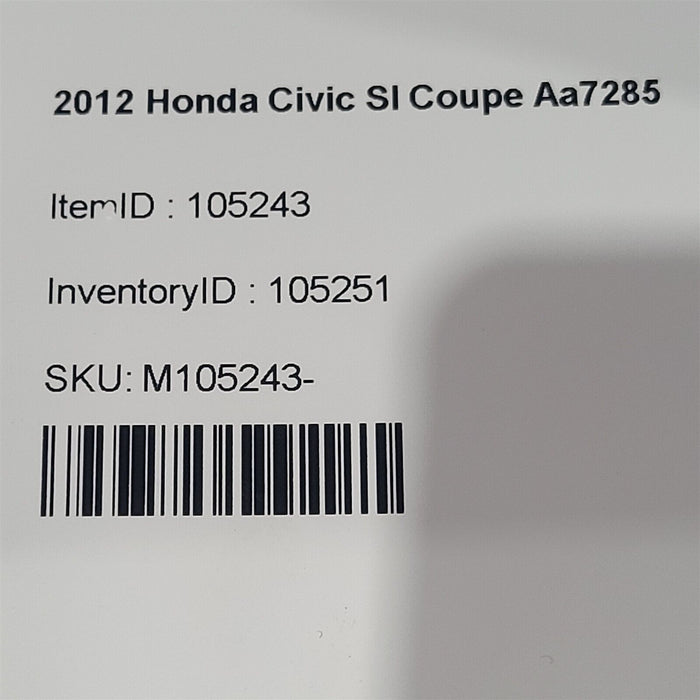 2012 Honda Civic SI Coupe Aa7285
ItemID : 105243
InventoryID : 105251
SKU: M105243-